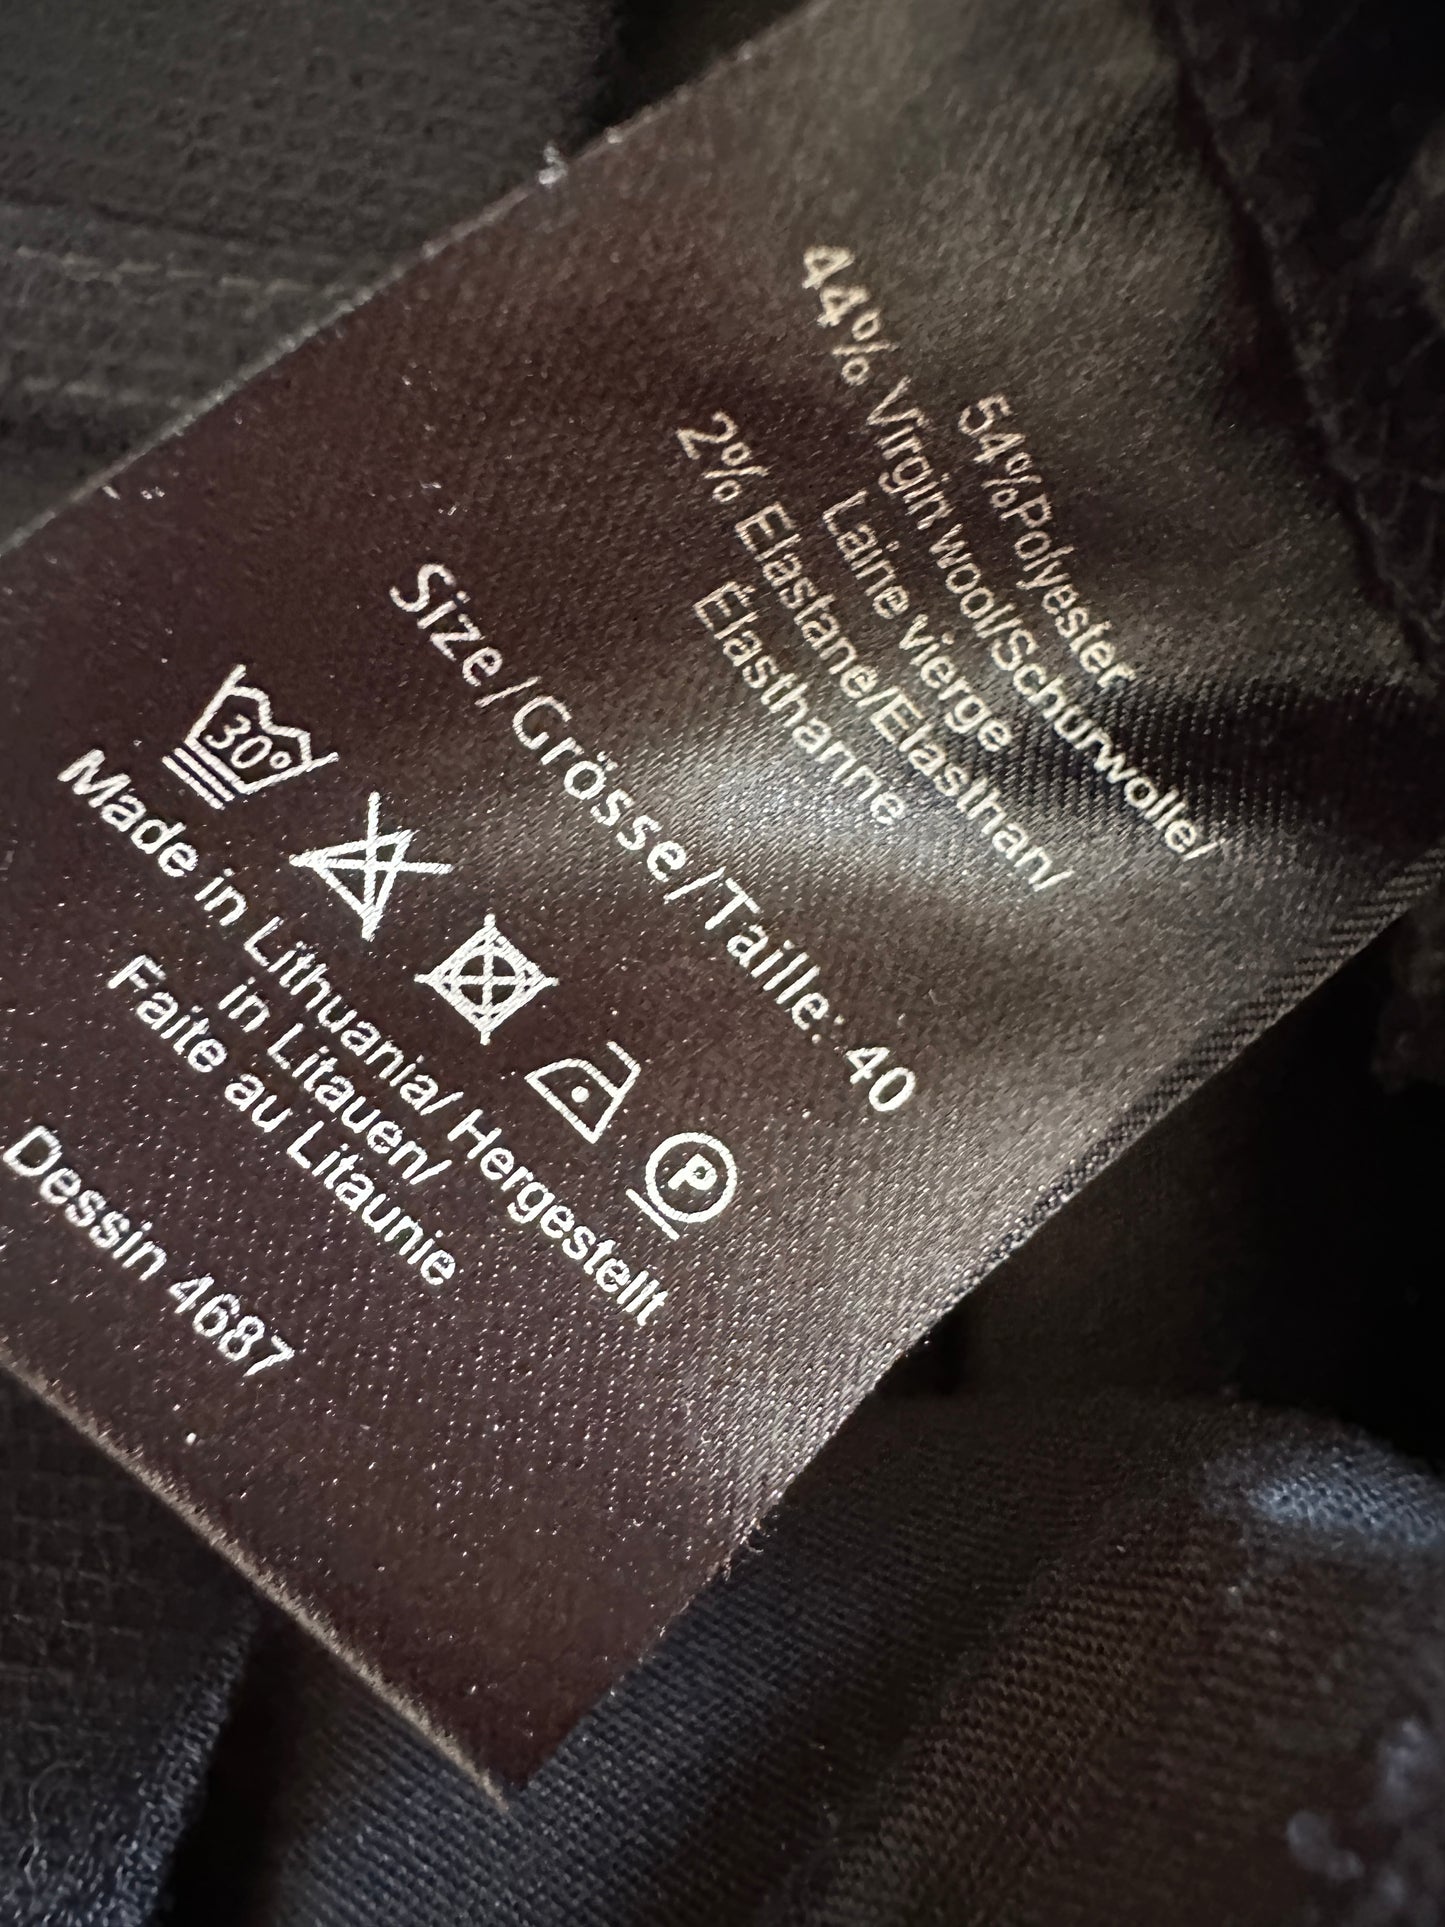 54%Polyester
44% Virgin wool/Schurwolle/
Laine vierge
2% Elastane/Elasthan/
Élasthanne
Size/Grösse/Taille: 40
30°
P
Made in Lithuania/ Hergestellt
in Litauen/
Faite au Litaunie
Dessin 4687